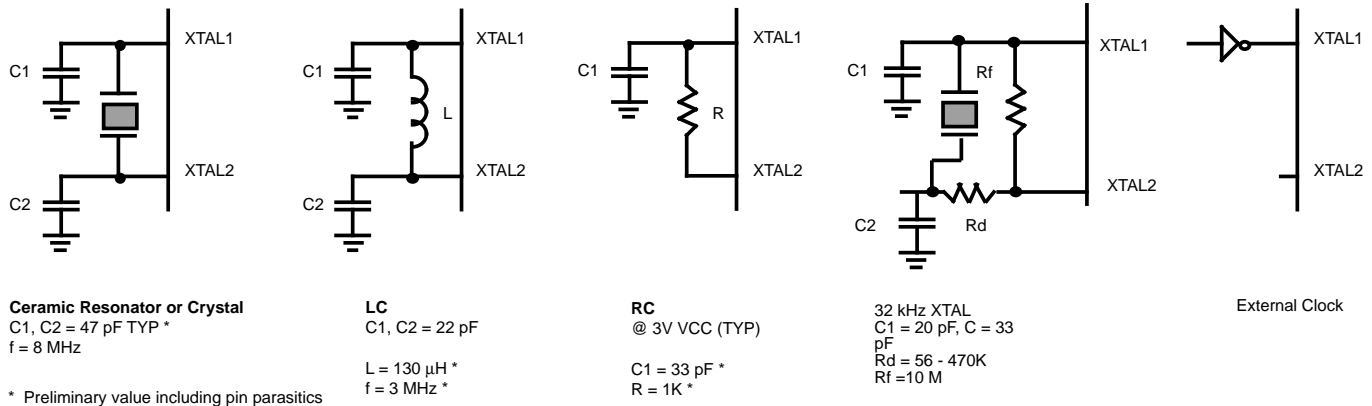 XTAL1
C1
XTAL2
C2
XTAL1
C1
L
XTAL2
C2
XTAL1
C1
R
XTAL2
XTAL1
C1
Rf
XTAL2
C2
Rd
XTAL1
XTAL2
Ceramic Resonator or Crystal
C1, C2 = 47 pF TYP *
f = 8 MHz
LC
C1, C2 = 22 pF
L = 130 μH *
f = 3 MHz *
RC
@ 3V VCC (TYP)
C1 = 33 pF *
R = 1K *
32 kHz XTAL
C1 = 20 pF, C = 33
pF
Rd = 56 - 470K
Rf =10 M
External Clock
* Preliminary value including pin parasitics